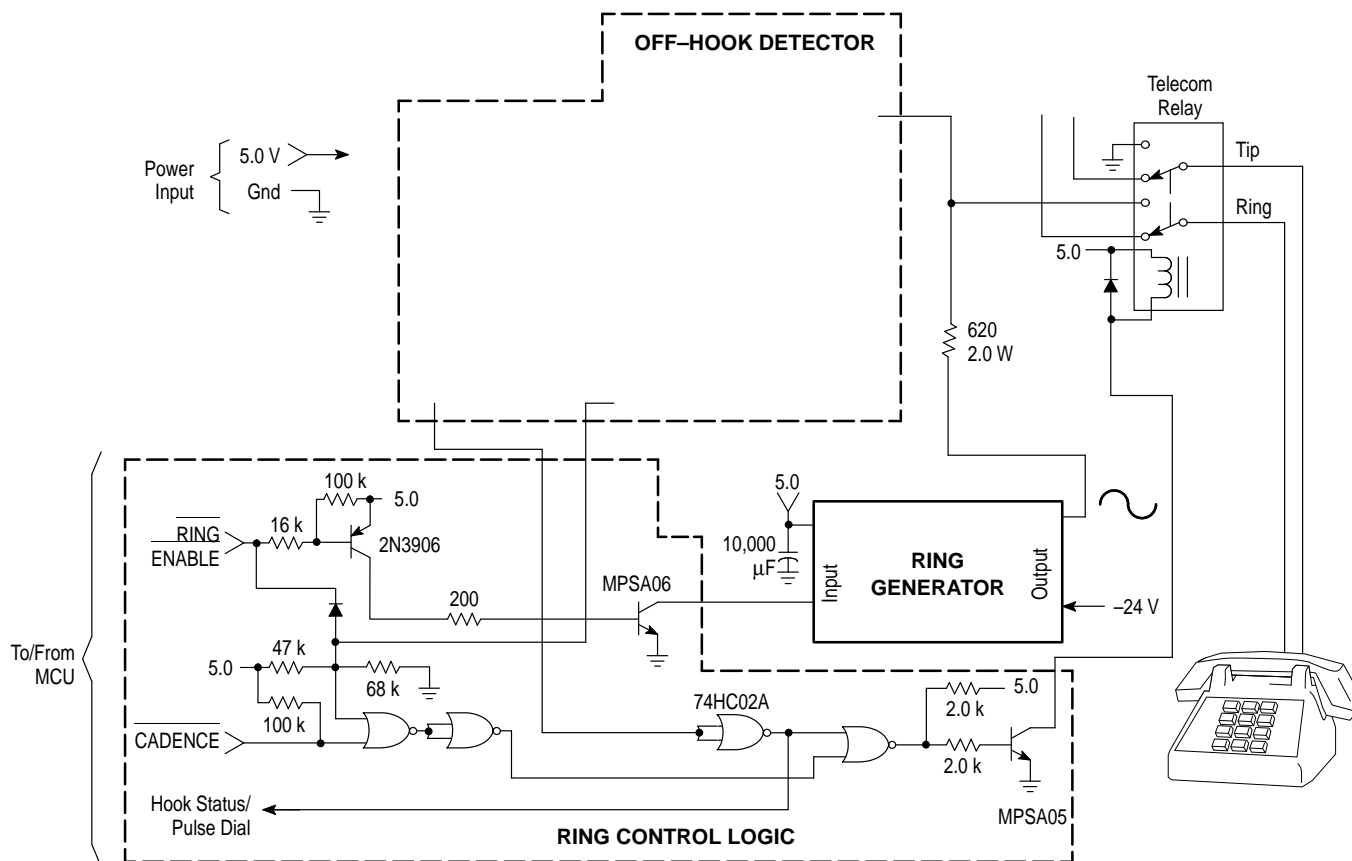 OFF–HOOK DETECTOR
Telecom
Relay
Power
Input
5.0 V
Gnd
Tip
Ring
5.0
620
2.0 W
100 k
5.0
16 k
RING
ENABLE
2N3906
5.0
10,000
µF
RING
GENERATOR
Input
Output
–24 V
MPSA06
200
To/From
MCU
5.0
47 k
68 k
100 k
CADENCE
74HC02A
5.0
2.0 k
2.0 k
MPSA05
Hook Status/
Pulse Dial
RING CONTROL LOGIC